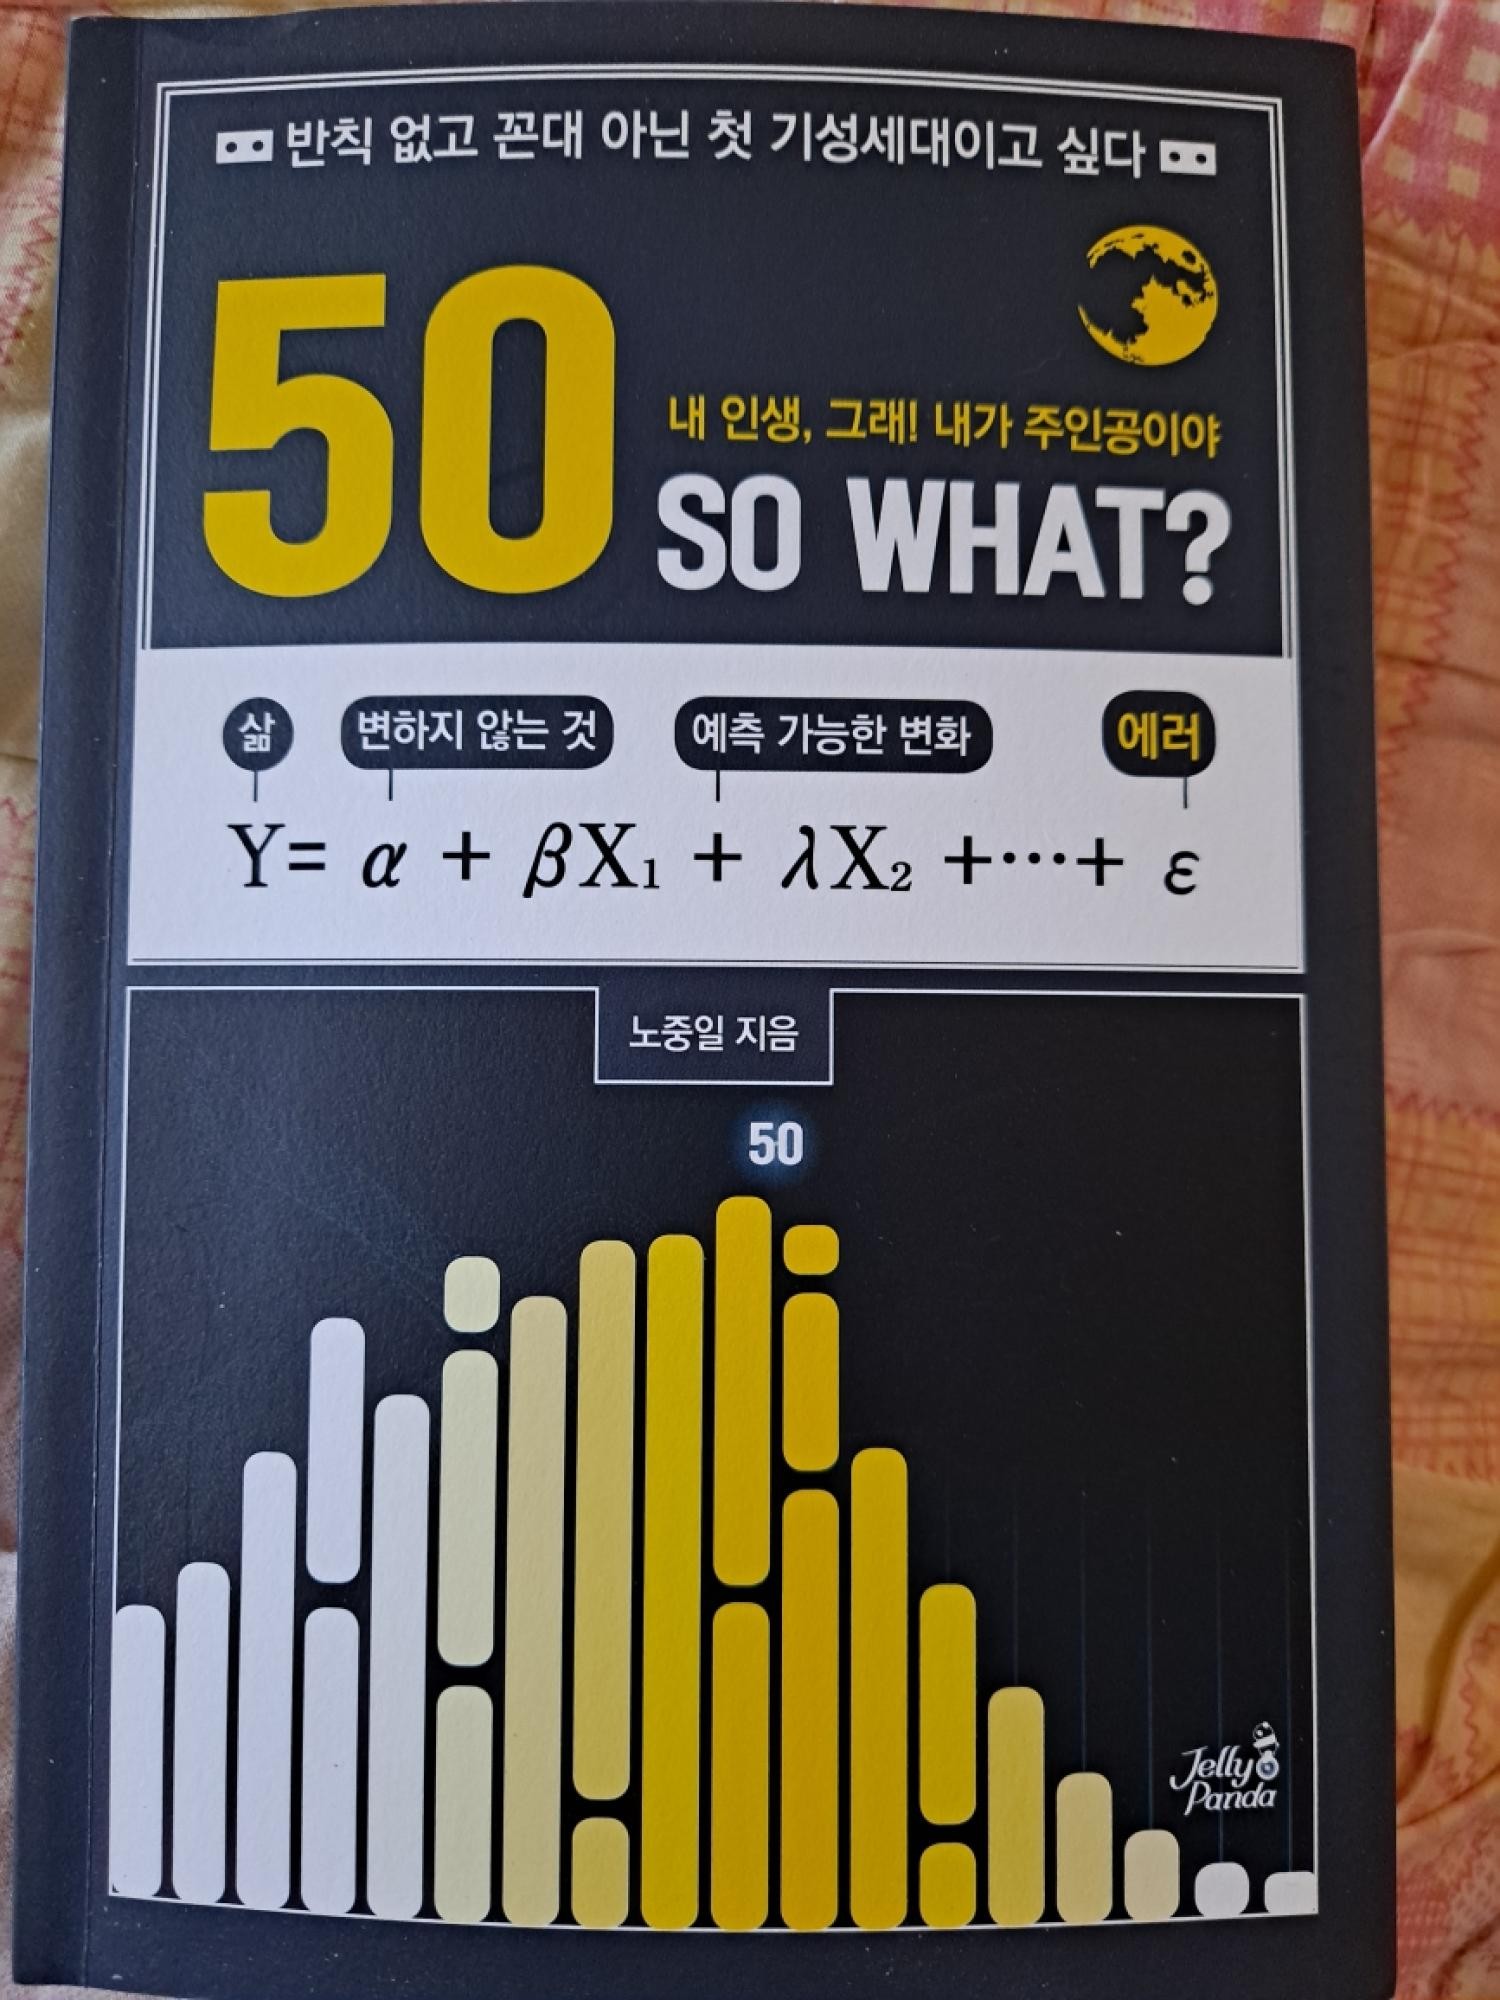 반칙 없고 꼰대 아닌 첫 기성세대이고 싶다
50
내 인생, 그래! 내가 주인공이야
SO WHAT?
삶 변하지 않는 것 예측 가능한 변화 에러
Y= α + βX₁ + λX₂ +⋯+ ε
노중일 지음
50
Jelly
Panda